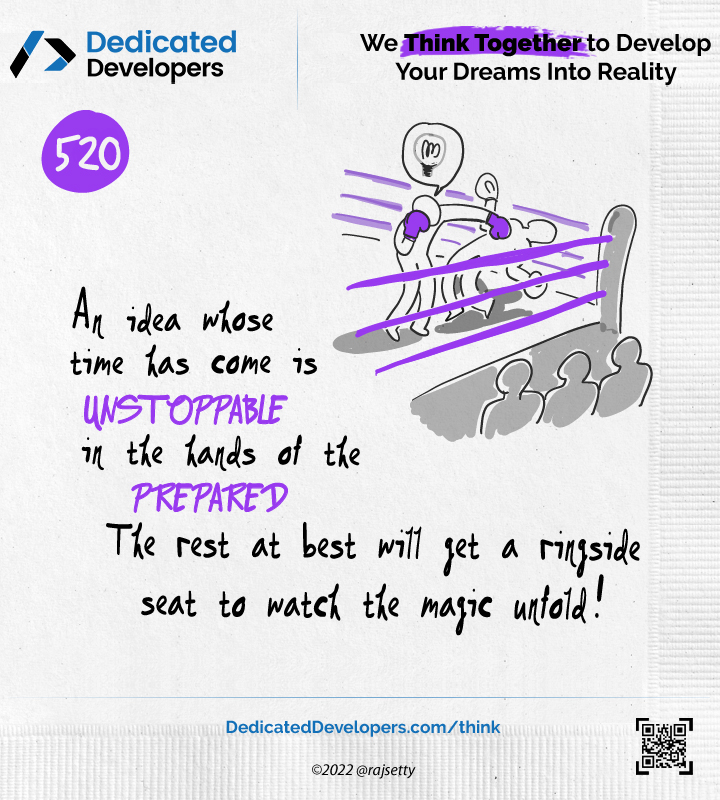 Dedicated
Developers
We Think Together to Develop
Your Dreams Into Reality
520
An idea whose
time has come is
UNSTOPPABLE
in the hands of the
PREPARED
The rest at best will get a ringside
seat to watch the magic unfold!
DedicatedDevelopers.com/think
©2022 @rajsetty